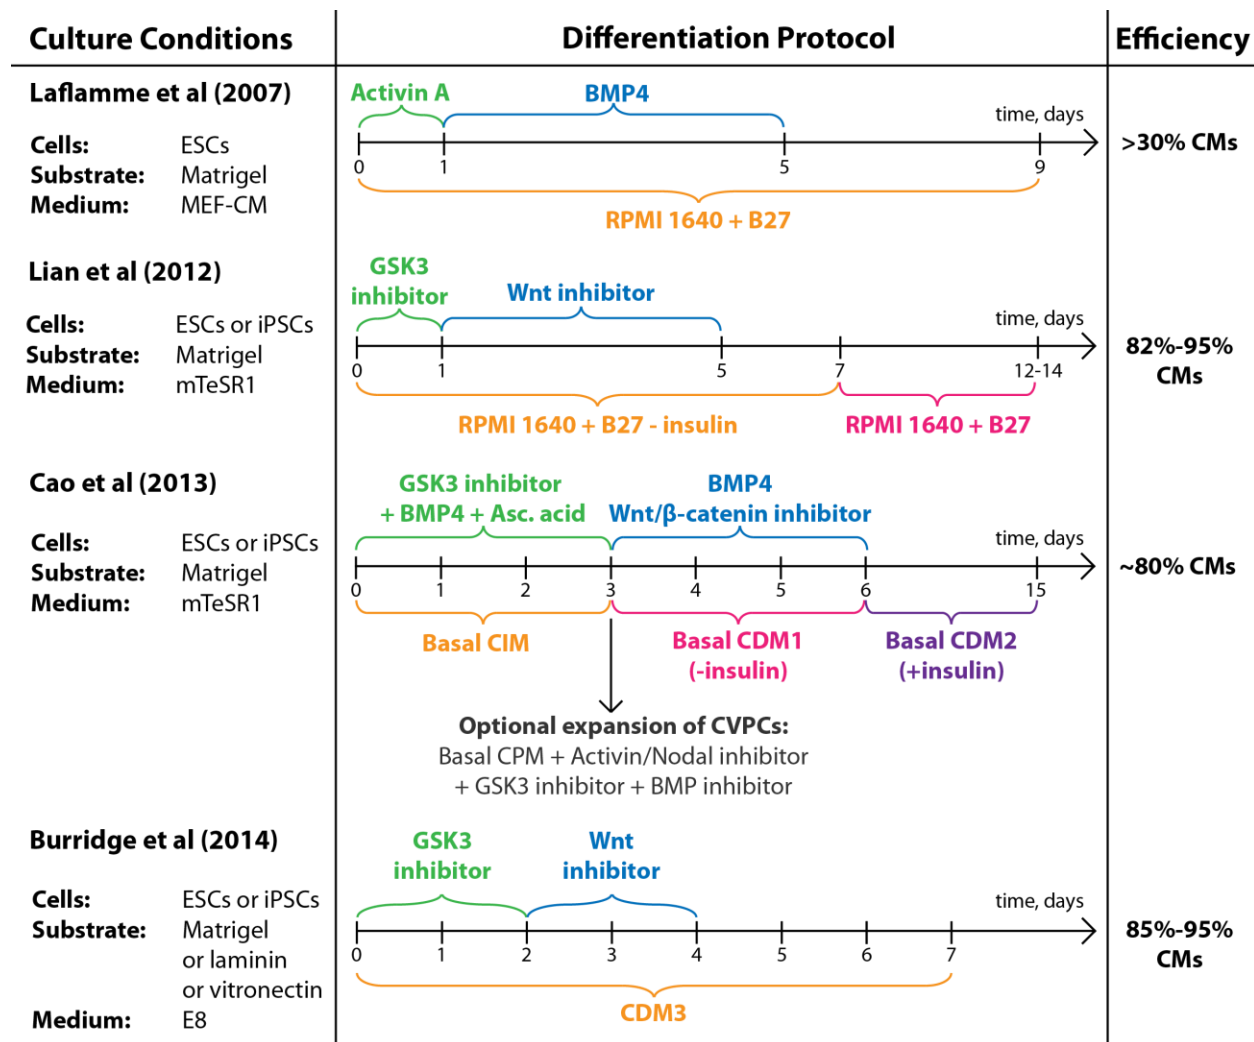 Culture Conditions
Differentiation Protocol
Efficiency
Laflamme et al (2007)
Cells: ESCs
Substrate: Matrigel
Medium: MEF-CM
Activin A
BMP4
time, days
0 1 5 9
RPMI 1640 + B27
>30% CMs
Lian et al (2012)
Cells: ESCs or iPSCs
Substrate: Matrigel
Medium: mTeSR1
GSK3
inhibitor
Wnt inhibitor
time, days
0 1 5 7 12-14
RPMI 1640 + B27 - insulin
RPMI 1640 + B27
82%-95%
CMs
Cao et al (2013)
Cells: ESCs or iPSCs
Substrate: Matrigel
Medium: mTeSR1
GSK3 inhibitor
+ BMP4 + Asc. acid
BMP4
Wnt/β-catenin inhibitor
time, days
0 1 2 3 4 5 6 15
Basal CIM
Basal CDM1
(-insulin)
Basal CDM2
(+insulin)
Optional expansion of CVPCs:
Basal CPM + Activin/Nodal inhibitor
+ GSK3 inhibitor + BMP inhibitor
~80% CMs
Burridge et al (2014)
Cells: ESCs or iPSCs
Substrate: Matrigel
or laminin
or vitronectin
Medium: E8
GSK3
inhibitor
Wnt
inhibitor
time, days
0 1 2 3 4 5 6 7
CDM3
85%-95%
CMs